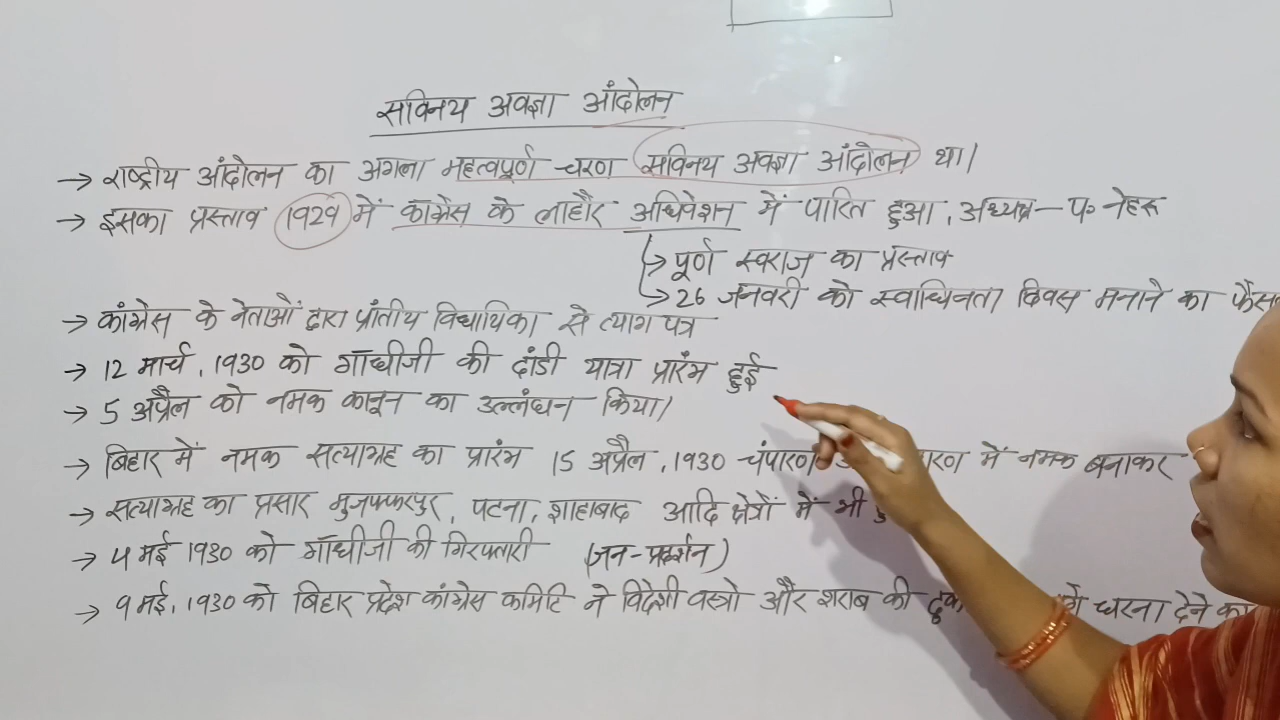 सविनय अवज्ञा आंदोलन
→ राष्ट्रीय आंदोलन का अगला महत्वपूर्ण चरण सविनय अवज्ञा आंदोलन था।
→ इसका प्रस्ताव 1929 में कांग्रेस के लाहौर अधिवेशन में पारित हुआ, अध्यक्ष - पं० नेहरू
→ पूर्ण स्वराज का प्रस्ताव
→ 26 जनवरी को स्वाधिनता दिवस मनाने का
→ कांग्रेस के नेताओं द्वारा प्रांतीय विधायिका से त्याग पत्र
→ 12 मार्च, 1930 को गाँधीजी की दांडी यात्रा प्रारंभ हुई
→ 5 अप्रैल को नमक कानून का उल्लंघन किया।
→ बिहार में नमक सत्याग्रह का प्रारंभ 15 अप्रैल, 1930 चंपारण में नमक बनाकर
→ सत्याग्रह का प्रसार मुजफ्फरपुर, पटना, शाहाबाद आदि क्षेत्रों में भी
→ 4 मई 1930 को गाँधीजी की गिरफ्तारी (जन-प्रदर्शन)
→ 9 मई, 1930 को बिहार प्रदेश कांग्रेस कमिटि ने विदेशी वस्त्रो और शराब की धरना देने का